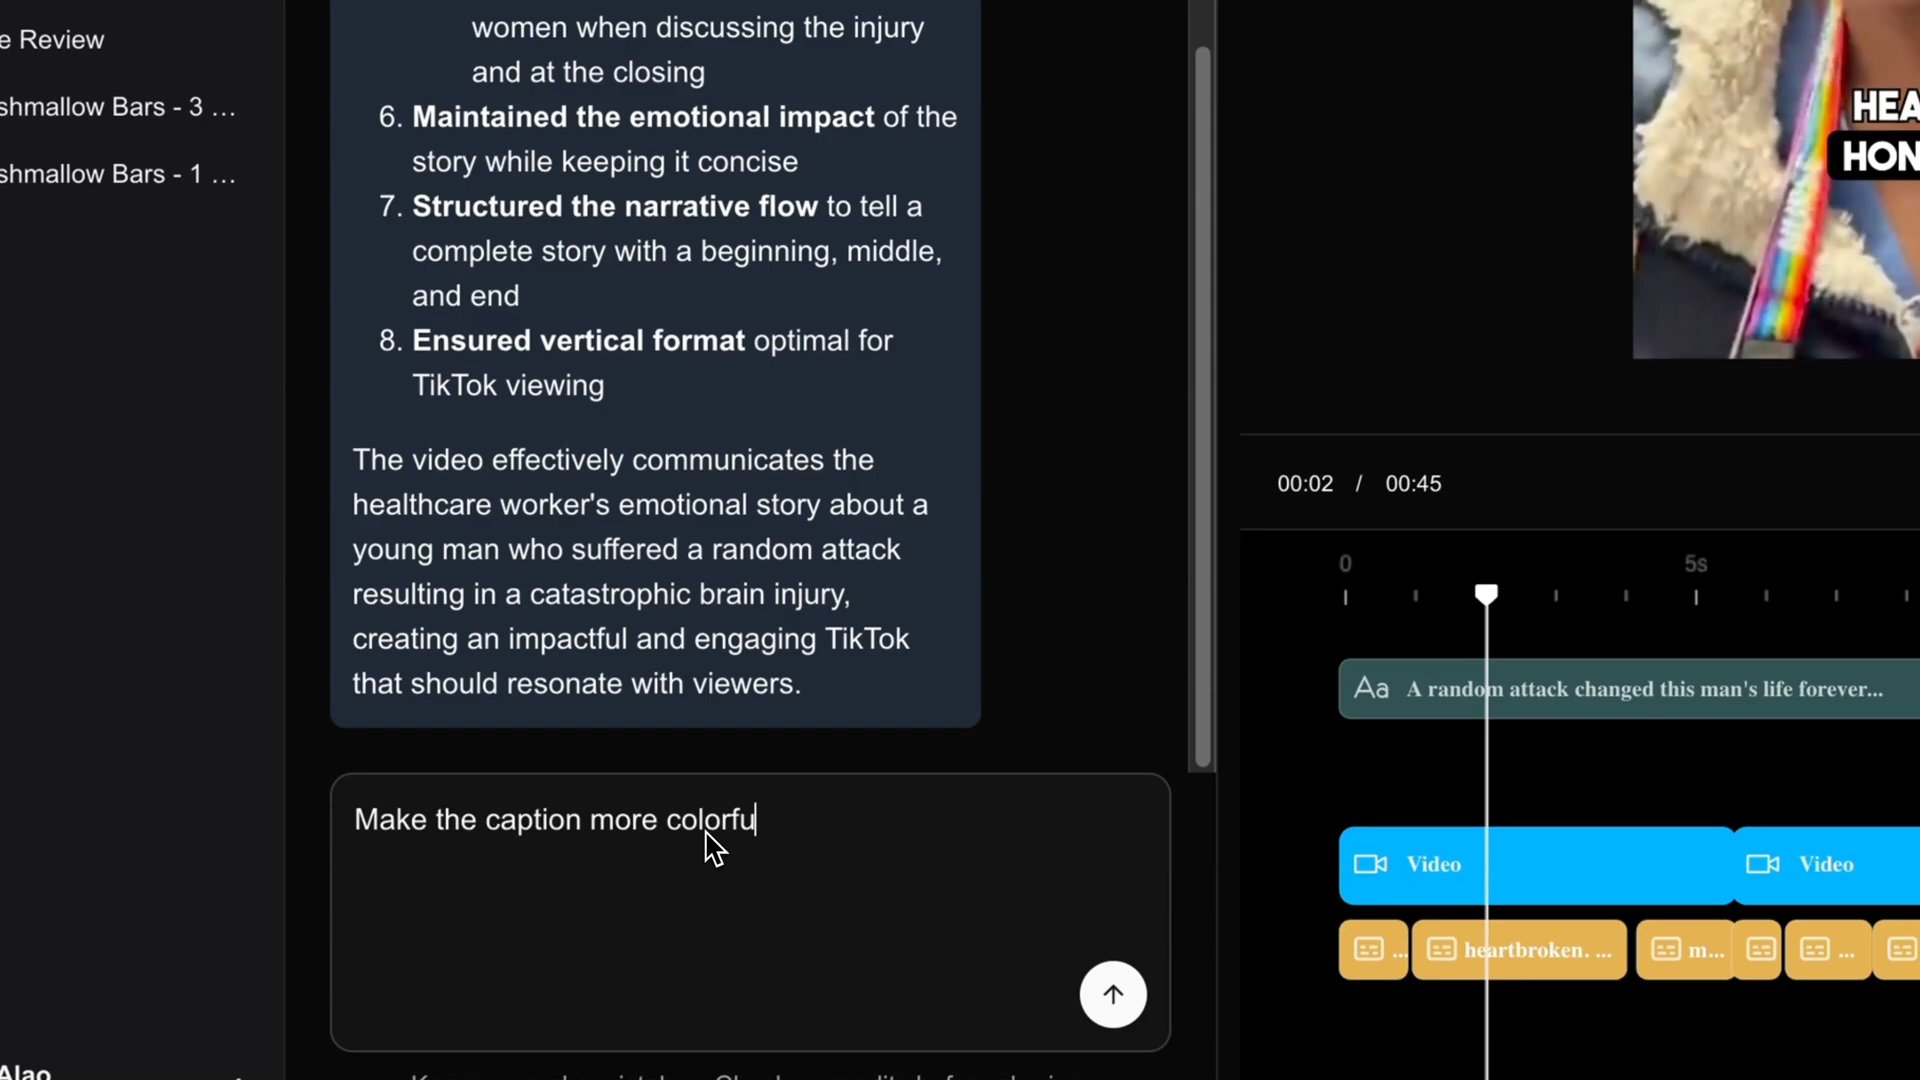 e Review
shmallow Bars - 3 ...
shmallow Bars - 1 ...
Alao
women when discussing the injury
and at the closing
6. Maintained the emotional impact of the
story while keeping it concise
7. Structured the narrative flow to tell a
complete story with a beginning, middle,
and end
8. Ensured vertical format optimal for
TikTok viewing
The video effectively communicates the
healthcare worker's emotional story about a
young man who suffered a random attack
resulting in a catastrophic brain injury,
creating an impactful and engaging TikTok
that should resonate with viewers.
Make the caption more colorfu
HEA
HON
00:02 / 00:45
0 5s
Aa A random attack changed this man's life forever...
Video Video
... heartbroken. ... m... ...